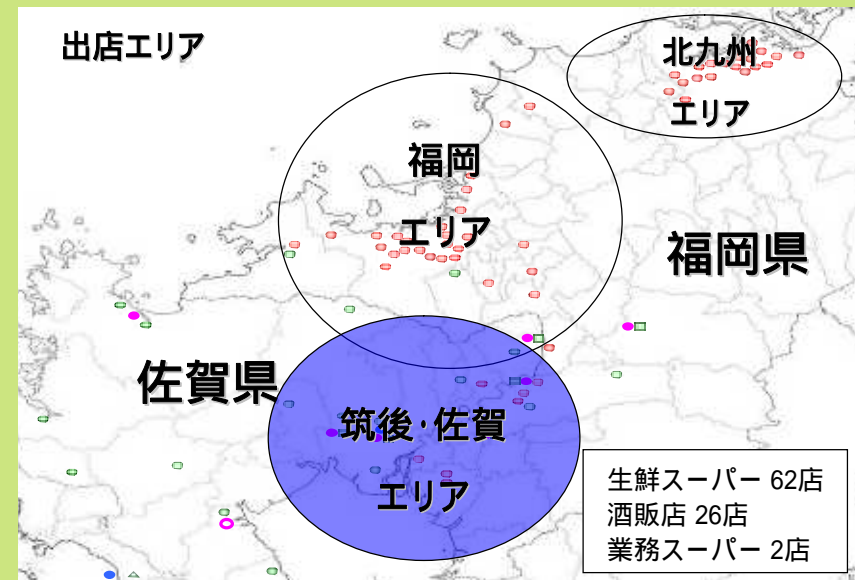 出店エリア
北九州
エリア
福岡
エリア
福岡県
佐賀県
筑後・佐賀
エリア
生鮮スーパー 62店
酒販店 26店
業務スーパー 2店